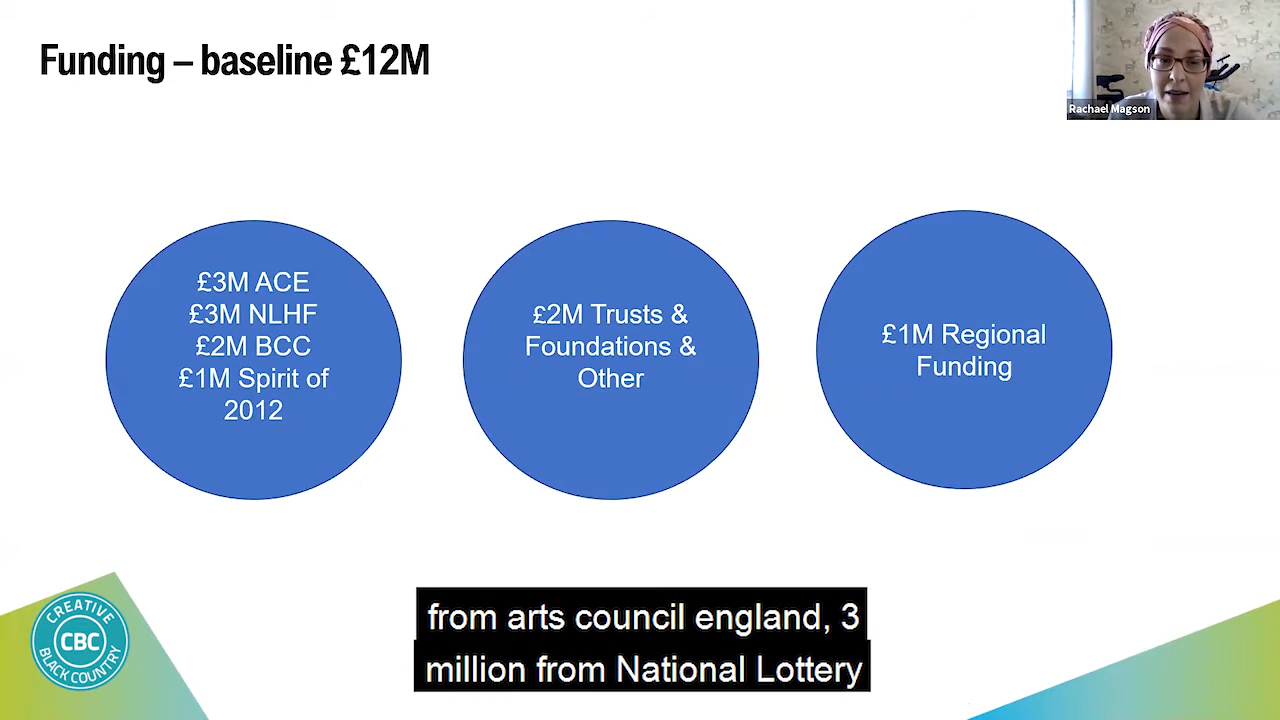 Funding – baseline £12M
Rachael Magson
£3M ACE
£3M NLHF
£2M BCC
£1M Spirit of
2012
£2M Trusts &
Foundations &
Other
£1M Regional
Funding
CREATIVE
CBC
BLACK COUNTRY
from arts council england, 3
million from National Lottery